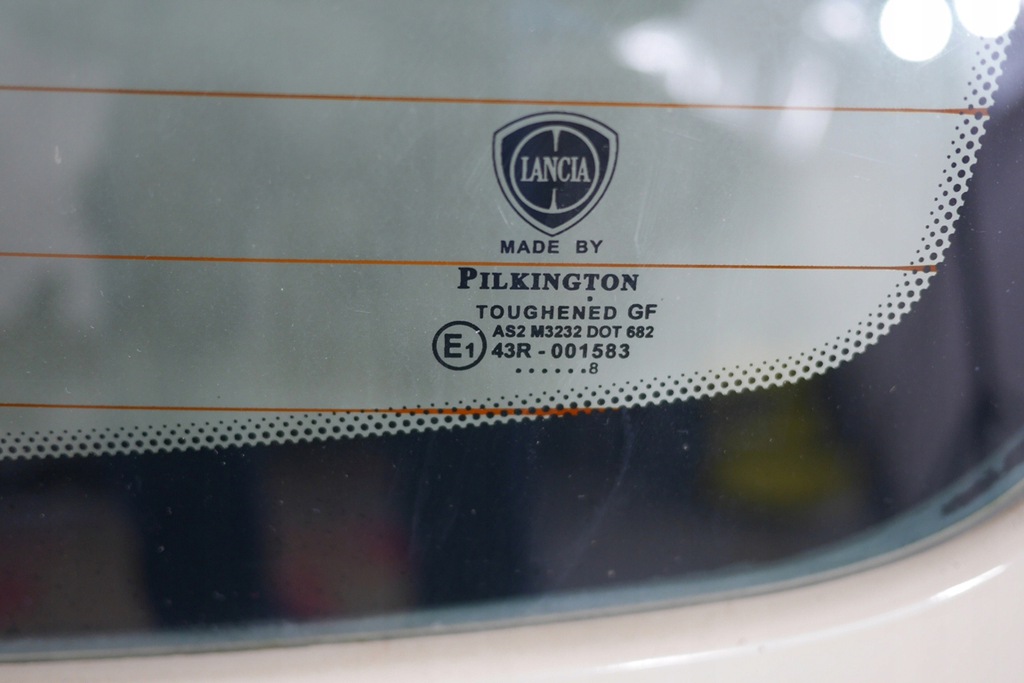 LANCIA
MADE BY
PILKINGTON
TOUGHENED GF
AS2 M3232 DOT 682
E1 43R - 001583
......8